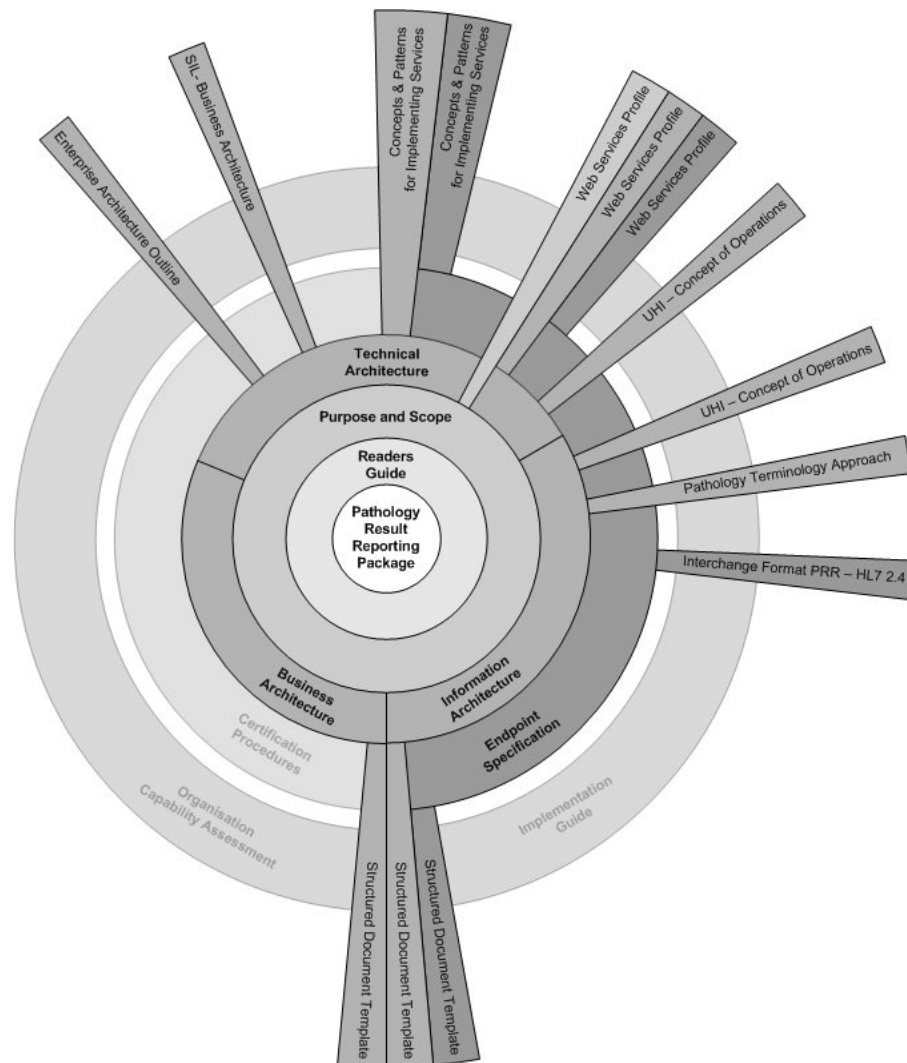 Concepts & Patterns
for Implementing Services
Concepts & Patterns
for Implementing Services
SIL- Business Architecture
Enterprise Architecture Outline
Web Services Profile
Web Services Profile
Web Services Profile
UHI – Concept of Operations
UHI – Concept of Operations
Pathology Terminology Approach
Interchange Format PRR – HL7 2.4
Technical
Architecture
Purpose and Scope
Readers
Guide
Pathology
Result
Reporting
Package
Business
Architecture
Information
Architecture
Endpoint
Specification
Certification
Procedures
Organisation
Capability Assessment
Implementation
Guide
Structured Document Template
Structured Document Template
Structured Document Template